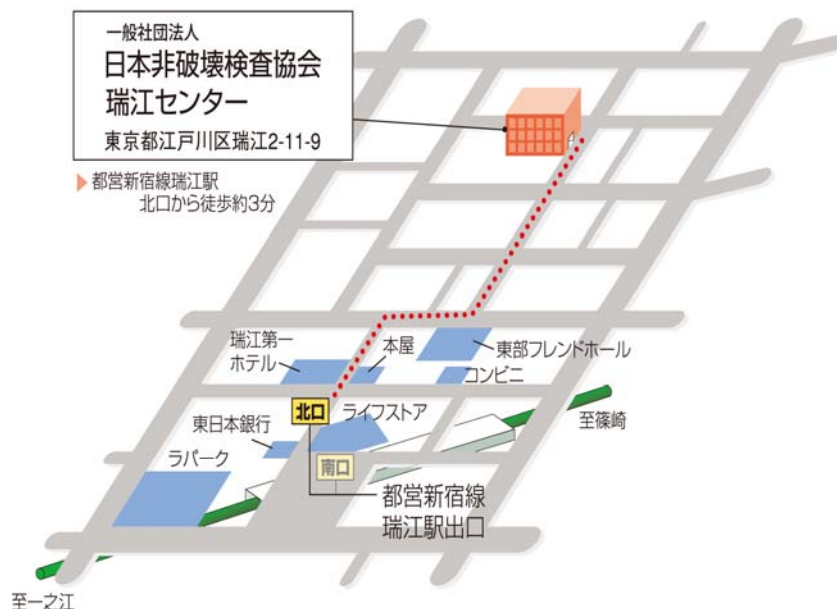 一般社団法人
日本非破壊検査協会
瑞江センター
東京都江戸川区瑞江2-11-9
都営新宿線瑞江駅
北口から徒歩約3分
瑞江第一
ホテル
本屋
東部フレンドホール
コンビニ
北口
ライフストア
至篠崎
東日本銀行
ラパーク
南口
都営新宿線
瑞江駅出口
至一之江